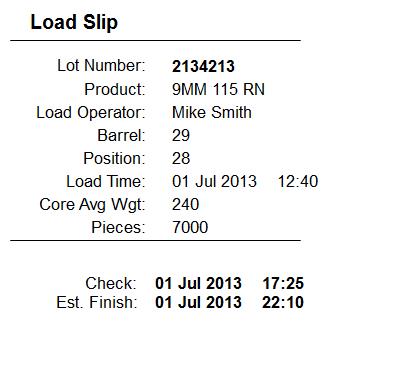 Load Slip
Lot Number: 2134213
Product: 9MM 115 RN
Load Operator: Mike Smith
Barrel: 29
Position: 28
Load Time: 01 Jul 2013 12:40
Core Avg Wgt: 240
Pieces: 7000
Check: 01 Jul 2013 17:25
Est. Finish: 01 Jul 2013 22:10